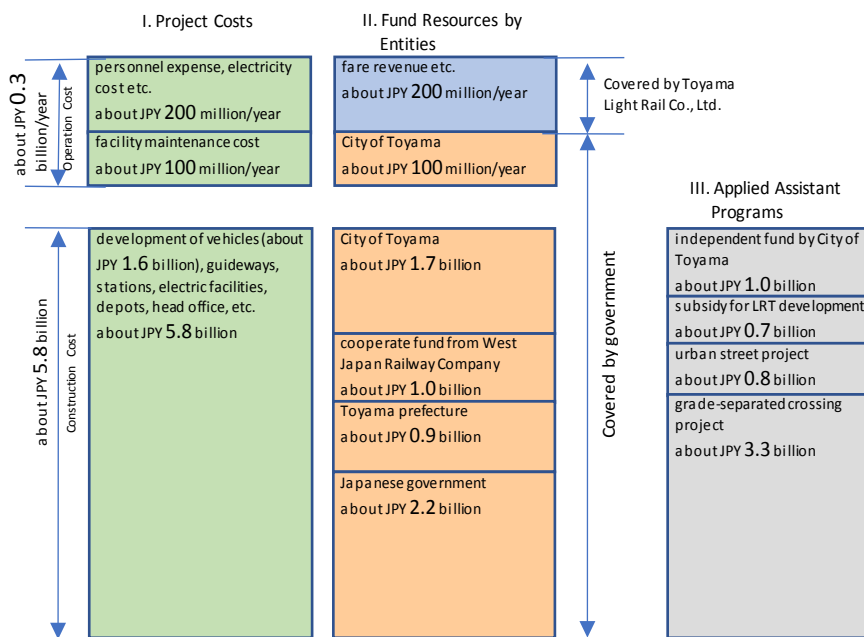 I. Project Costs
II. Fund Resources by
Entities
about JPY 0.3
billion/year
Operation Cost
personnel expense, electricity
cost etc.
about JPY 200 million/year
facility maintenance cost
about JPY 100 million/year
fare revenue etc.
about JPY 200 million/year
City of Toyama
about JPY 100 million/year
Covered by Toyama
Light Rail Co., Ltd.
Covered by government
III. Applied Assistant
Programs
about JPY 5.8 billion
Construction Cost
development of vehicles (about
JPY 1.6 billion), guideways,
stations, electric facilities,
depots, head office, etc.
about JPY 5.8 billion
City of Toyama
about JPY 1.7 billion
cooperate fund from West
Japan Railway Company
about JPY 1.0 billion
Toyama prefecture
about JPY 0.9 billion
Japanese government
about JPY 2.2 billion
independent fund by City of
Toyama
about JPY 1.0 billion
subsidy for LRT development
about JPY 0.7 billion
urban street project
about JPY 0.8 billion
grade-separated crossing
project
about JPY 3.3 billion